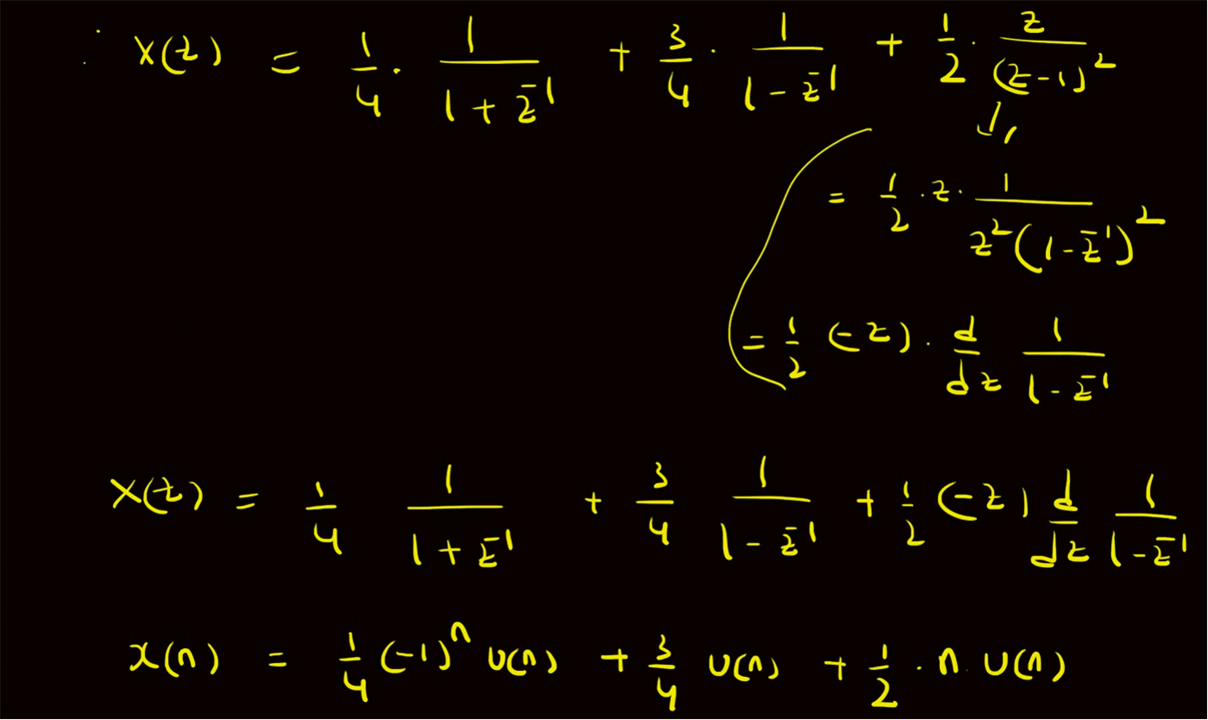 ∴ X(z) = 1/4 · 1/(1 + z⁻¹) + 3/4 · 1/(1 - z⁻¹) + 1/2 · z/(z-1)²
↓,
= 1/2 · z · 1/(z²(1-z⁻¹)²)
= 1/2 (-z) · d/dz 1/(1-z⁻¹)
X(z) = 1/4 1/(1 + z⁻¹) + 3/4 1/(1 - z⁻¹) + 1/2 (-z) d/dz 1/(1-z⁻¹)
x(n) = 1/4 (-1)ⁿ u(n) + 3/4 u(n) + 1/2 · n · u(n)